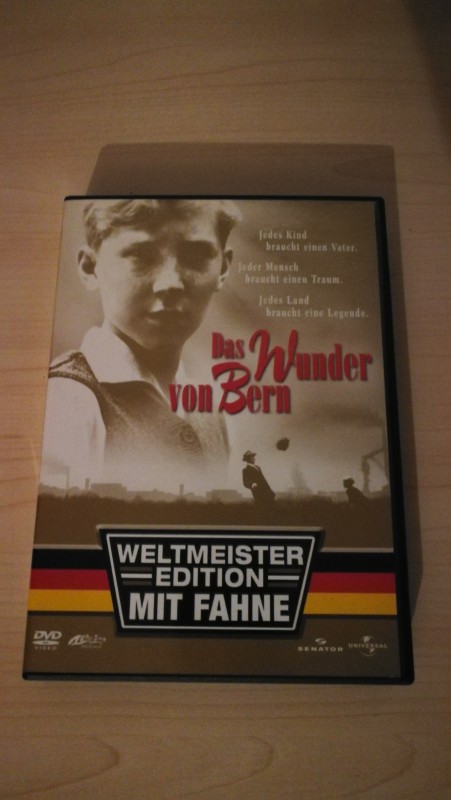 Jedes Kind
braucht einen Vater.
Jeder Mensch
braucht einen Traum.
Jedes Land
braucht eine Legende.
Das Wunder
von Bern
WELTMEISTER
EDITION
MIT FAHNE
DVD
VIDEO
SENATOR
UNIVERSAL